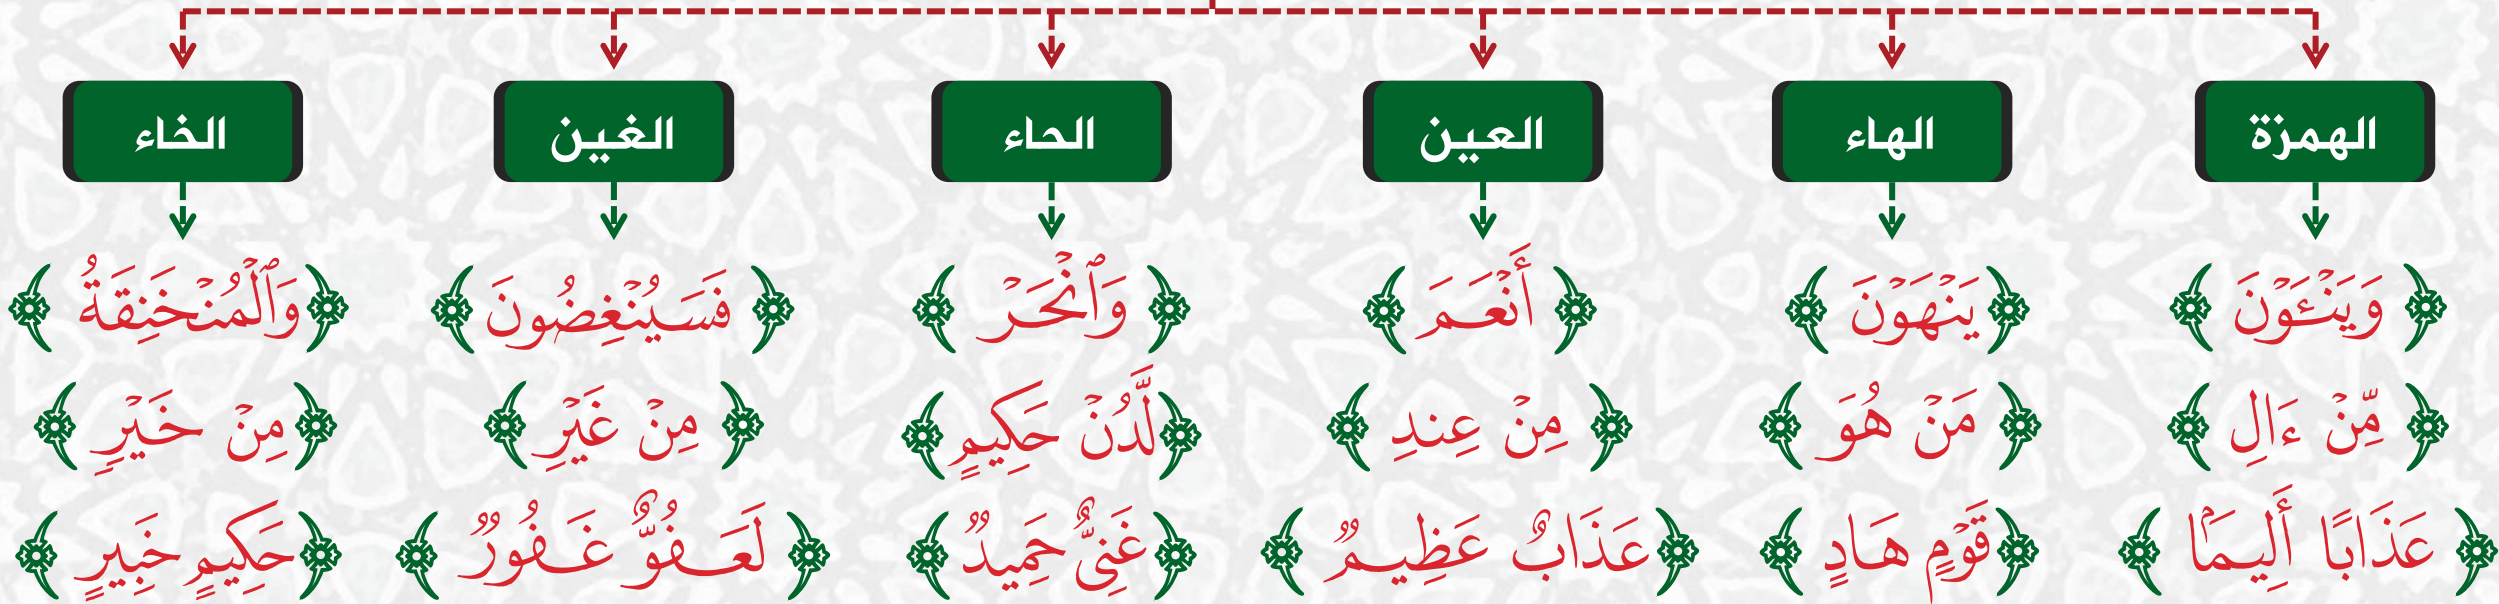 الهمزة الهاء العين الحاء الغين الخاء
﴿وَيَنْـَٔوْنَ﴾ ﴿يَنْهَوْنَ﴾ ﴿أَنْعَمَ﴾ ﴿وَٱنْحَرْ﴾ ﴿فَسَيُنْغِضُونَ﴾ ﴿وَٱلْمُنْخَنِقَةُ﴾
﴿مِّنْ ءَالِ﴾ ﴿مَنْ هُوَ﴾ ﴿مِنْ عِندِ﴾ ﴿لَّدُنْ حَكِيمٍ﴾ ﴿مِنْ غَيْرِ﴾ ﴿مِنْ خَيْرٍ﴾
﴿عَذَابًا أَلِيمًا﴾ ﴿قَوْمٍ هَادٍ﴾ ﴿عَذَابٌ عَظِيمٌ﴾ ﴿غَنِيٌّ حَمِيدٌ﴾ ﴿لَعَفُوٌّ غَفُورٌ﴾ ﴿حَكِيمٍ خَبِيرٍ﴾